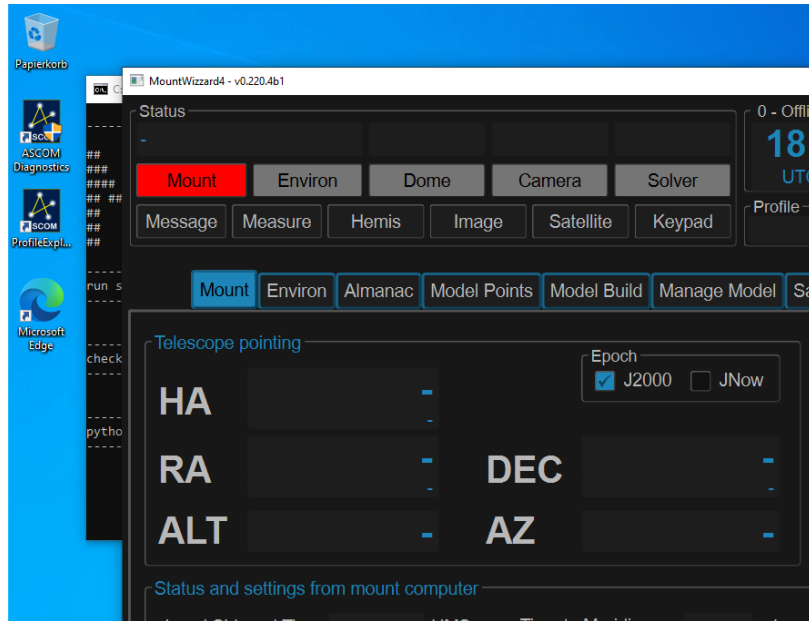 Papierkorb
ASCOM
Diagnostics
SCOM
ProfileExpl...
Microsoft
Edge
##
###
####
## ##
##
##
##
run s
check
pytho
MountWizzard4 - v0.220.4b1
Status
-
0 - Offli
18
UTC
Mount Environ Dome Camera Solver
Message Measure Hemis Image Satellite Keypad
Profile
Mount Environ Almanac Model Points Model Build Manage Model Sa
Telescope pointing
Epoch
J2000 JNow
HA -
-
RA - DEC -
- -
ALT - AZ -
Status and settings from mount computer